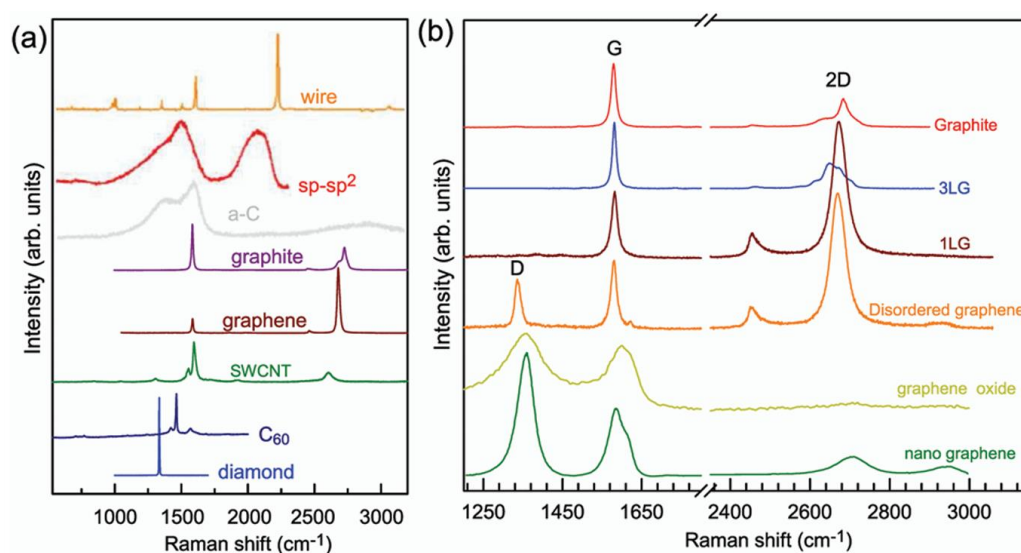 (a)
wire
sp-sp2
a-C
graphite
graphene
SWCNT
C60
diamond
Intensity (arb. units)
1000 1500 2000 2500 3000
Raman shift (cm-1)
(b)
G
2D
Graphite
3LG
1LG
D
Disordered graphene
graphene oxide
nano graphene
Intensity (arb. units)
1250 1450 1650 2400 2600 2800 3000
Raman shift (cm-1)